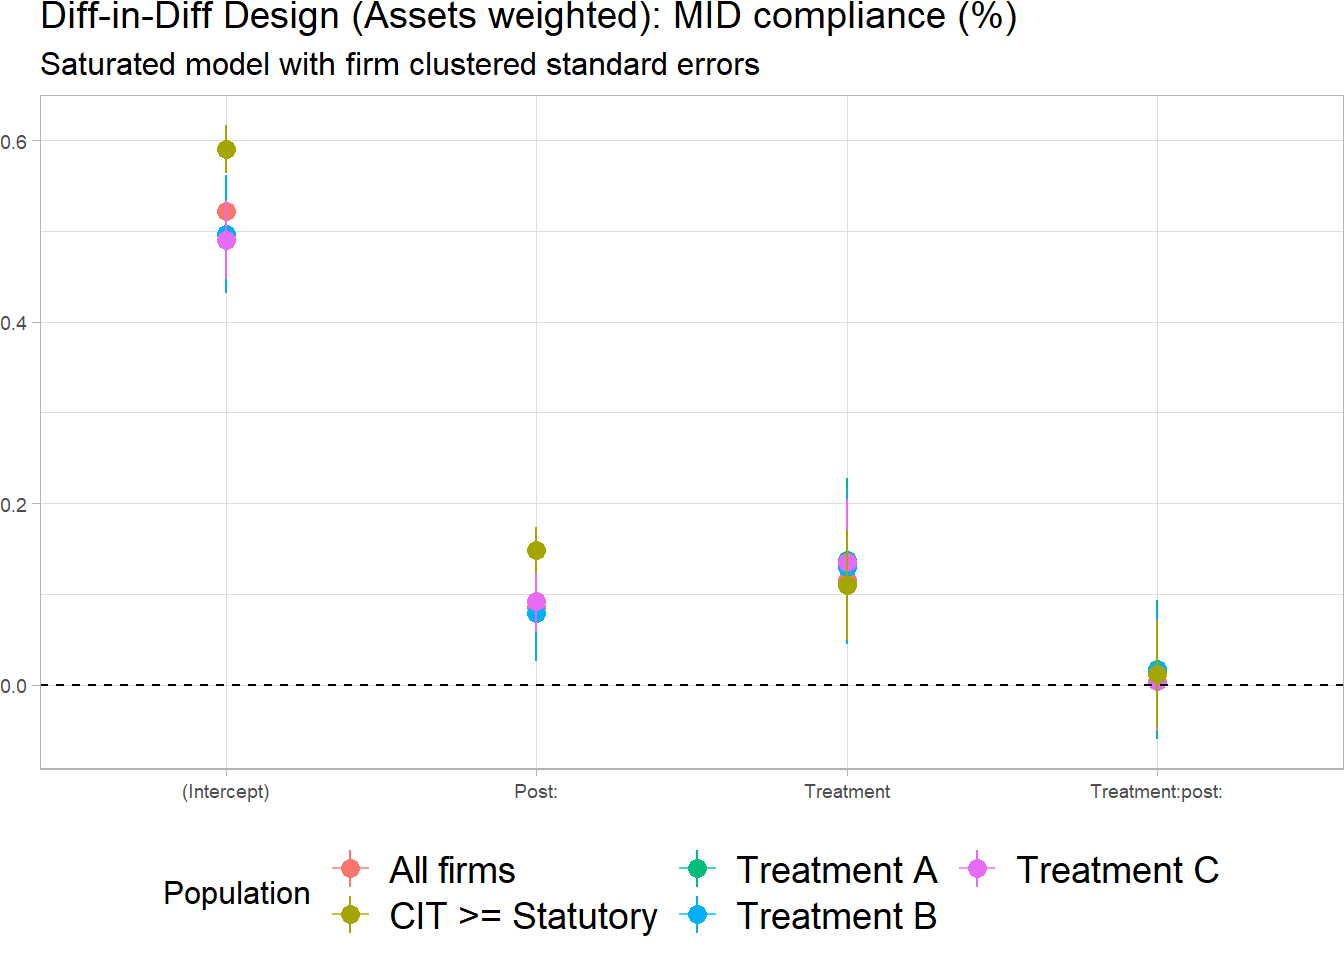 Diff-in-Diff Design (Assets weighted): MID compliance (%)
Saturated model with firm clustered standard errors
0.6
0.4
0.2
0.0
(Intercept)
Post:
Treatment
Treatment:post:
Population
All firms
CIT >= Statutory
Treatment A
Treatment B
Treatment C